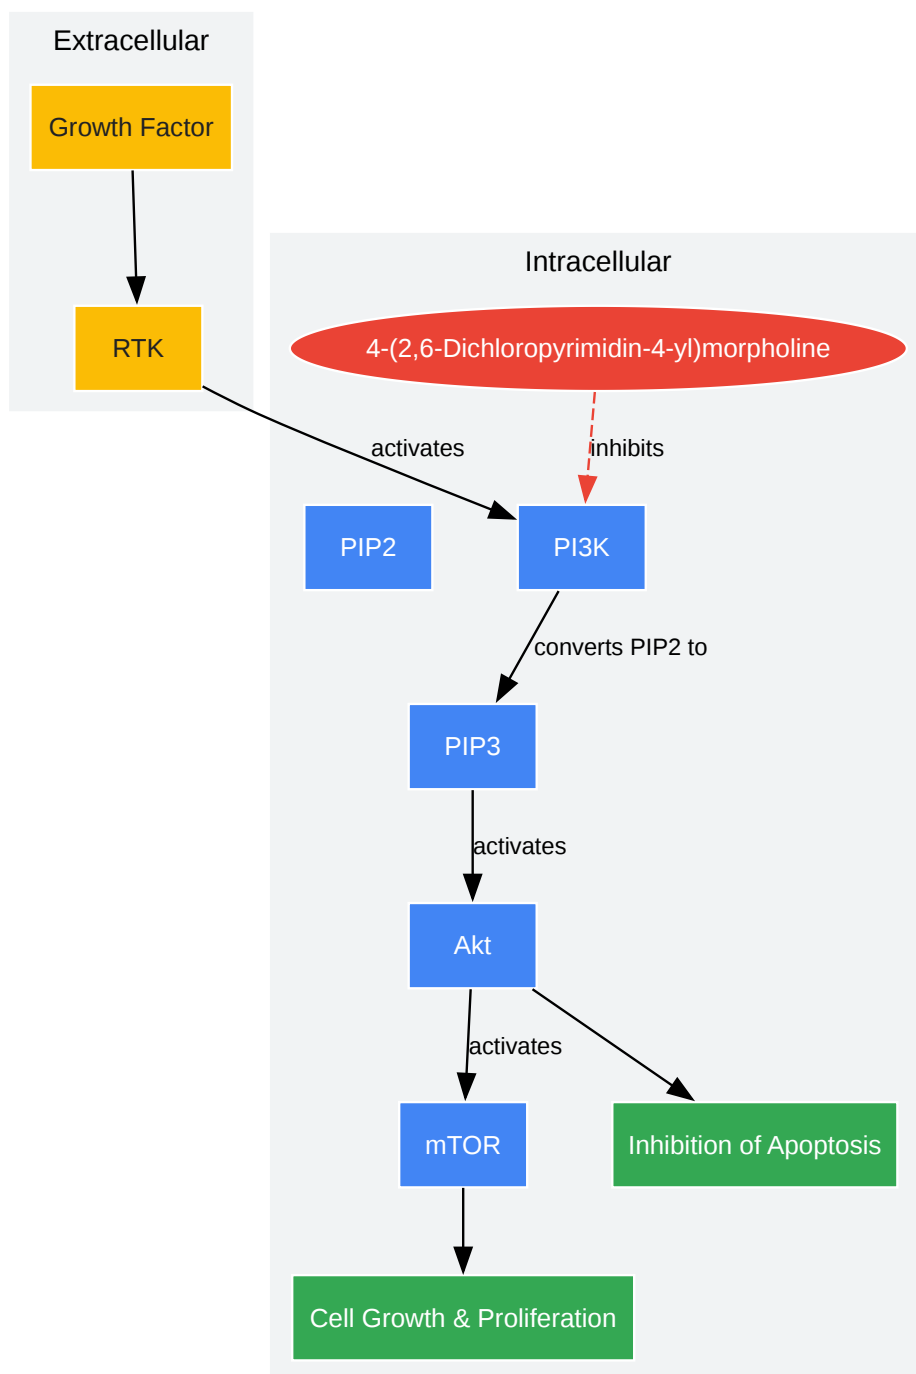 Extracellular
Growth Factor
RTK
Intracellular
4-(2,6-Dichloropyrimidin-4-yl)morpholine
activates
inhibits
PIP2
PI3K
converts PIP2 to
PIP3
activates
Akt
activates
mTOR
Inhibition of Apoptosis
Cell Growth & Proliferation